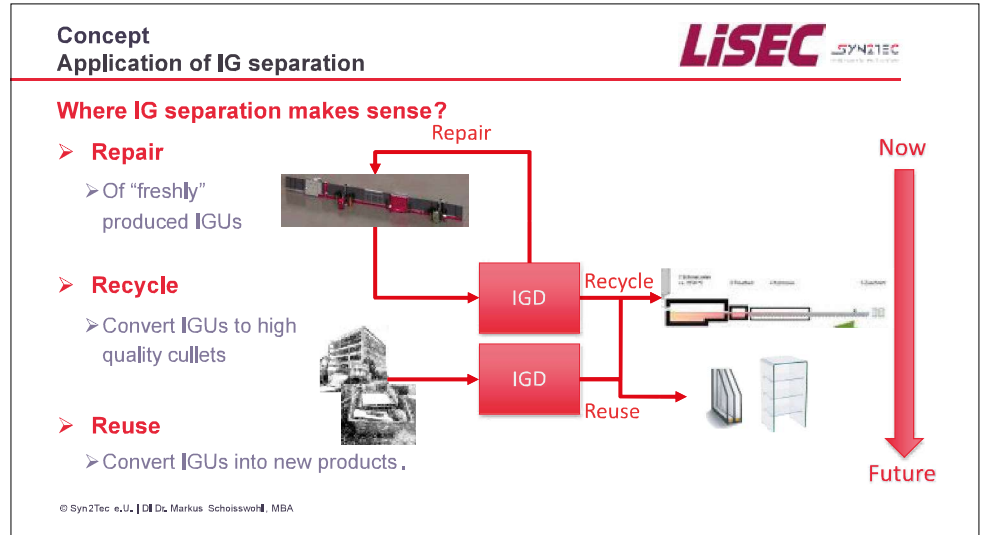 Concept
Application of IG separation
LiSEC
SYN2TEC
Where IG separation makes sense?
➢ Repair
➢ Of “freshly”
produced IGUs
➢ Recycle
➢ Convert IGUs to high
quality cullets
➢ Reuse
➢ Convert IGUs into new products.
Repair
IGD
Recycle
IGD
Reuse
Now
Future
© Syn2Tec e.U. | DI Dr. Markus Schoisswohl, MBA